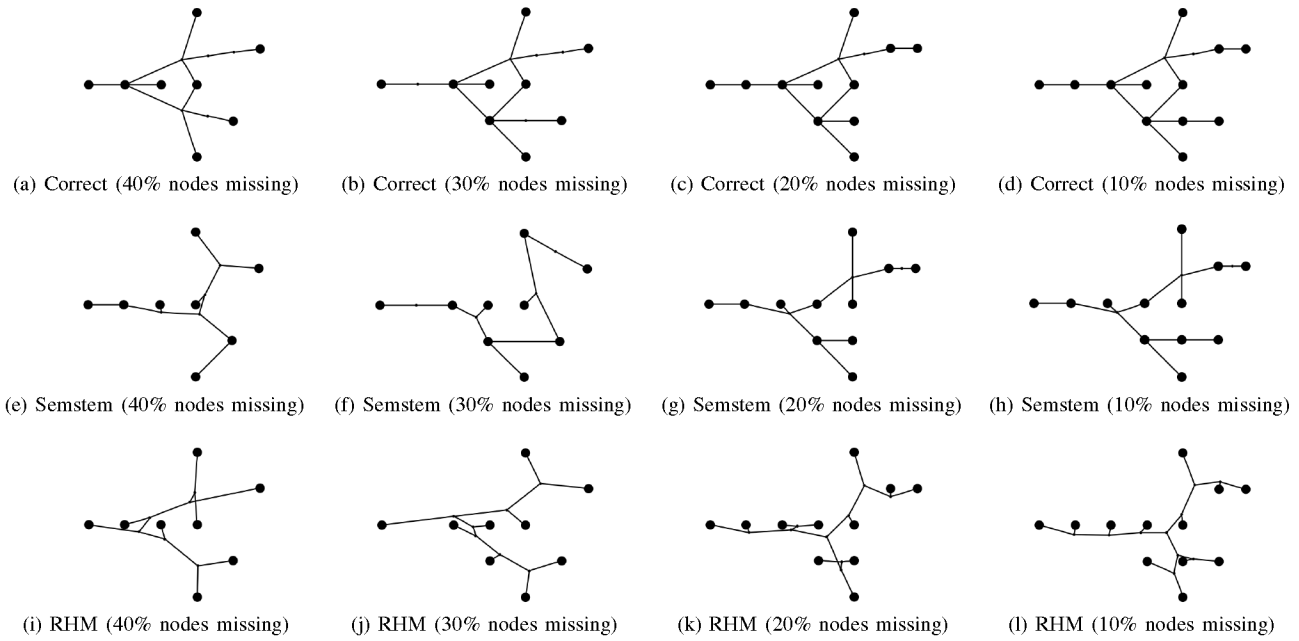 (a) Correct (40% nodes missing)
(b) Correct (30% nodes missing)
(c) Correct (20% nodes missing)
(d) Correct (10% nodes missing)
(e) Semstem (40% nodes missing)
(f) Semstem (30% nodes missing)
(g) Semstem (20% nodes missing)
(h) Semstem (10% nodes missing)
(i) RHM (40% nodes missing)
(j) RHM (30% nodes missing)
(k) RHM (20% nodes missing)
(l) RHM (10% nodes missing)